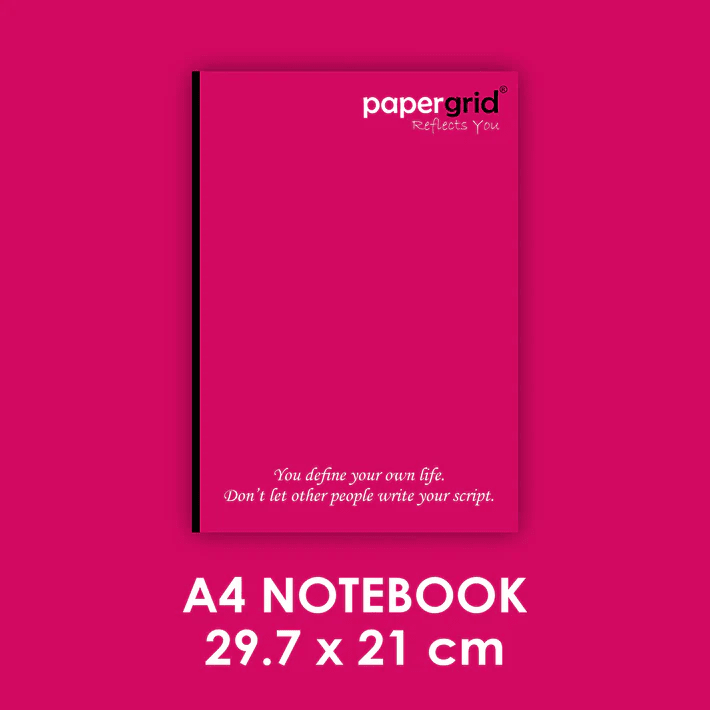 papergrid®
Reflects You
You define your own life.
Don't let other people write your script.
A4 NOTEBOOK
29.7 x 21 cm